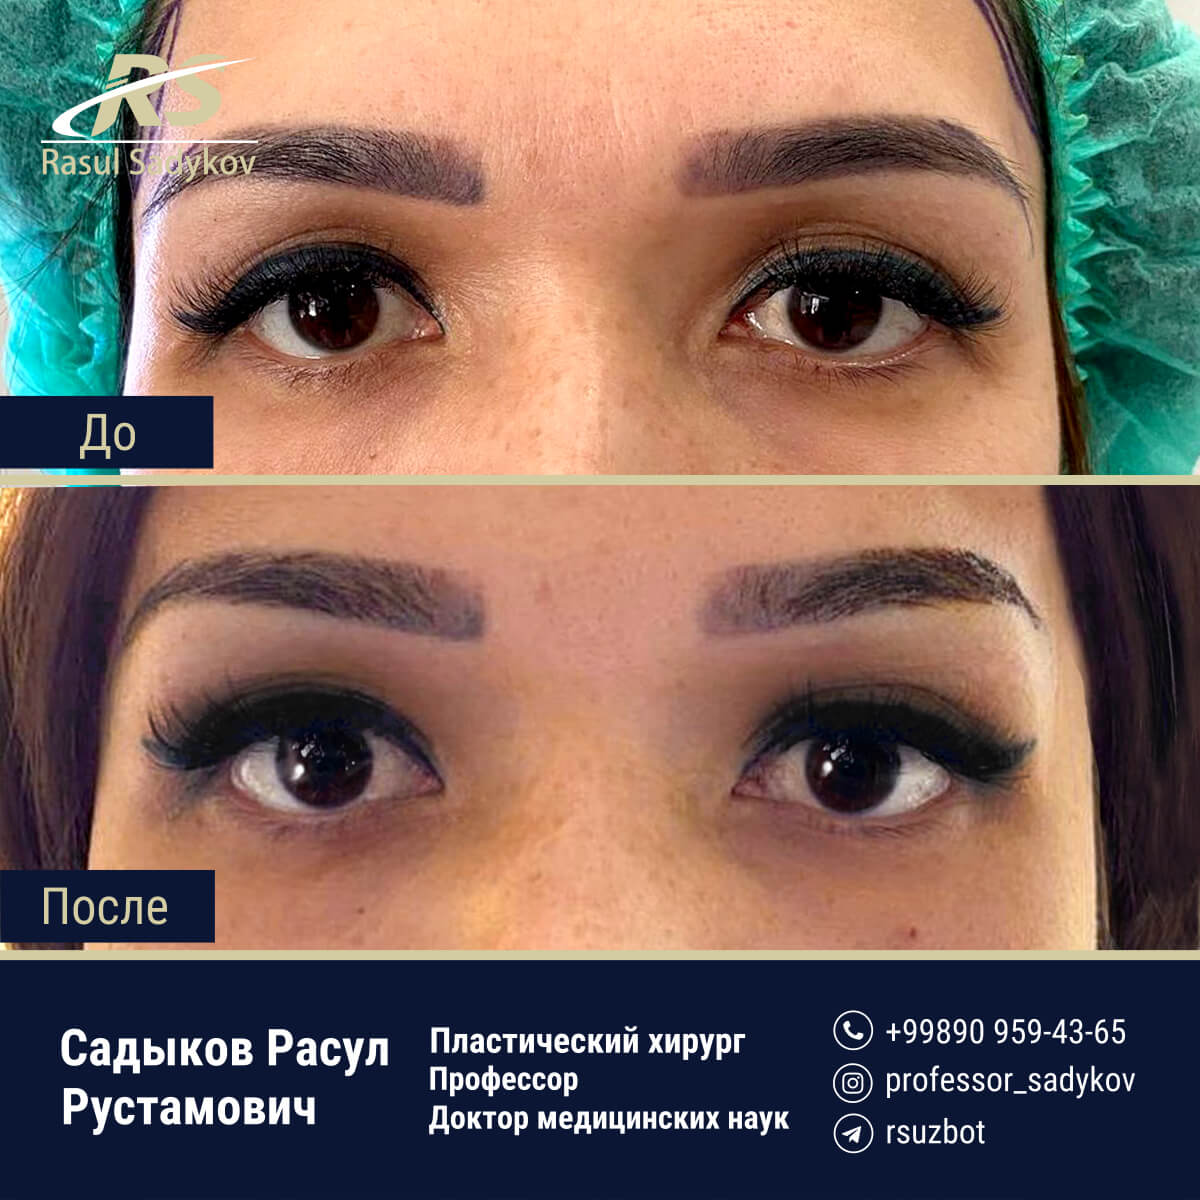 RS
Rasul Sadykov
До
После
Садыков Расул
Рустамович
Пластический хирург
Профессор
Доктор медицинских наук
+99890 959-43-65
professor_sadykov
rsuzbot